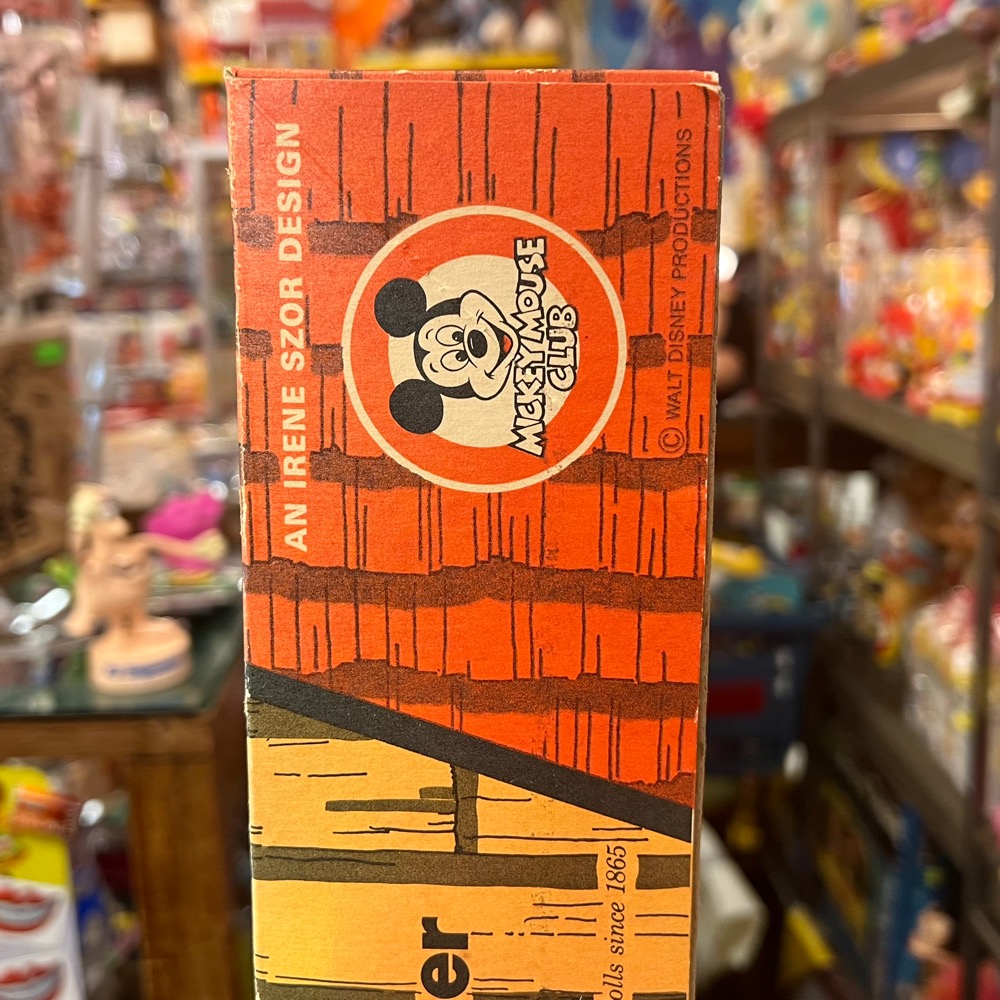 AN IRENE SZOR DESIGN
MICKEY MOUSE
CLUB
© WALT DISNEY PRODUCTIONS
er
olls since 1865